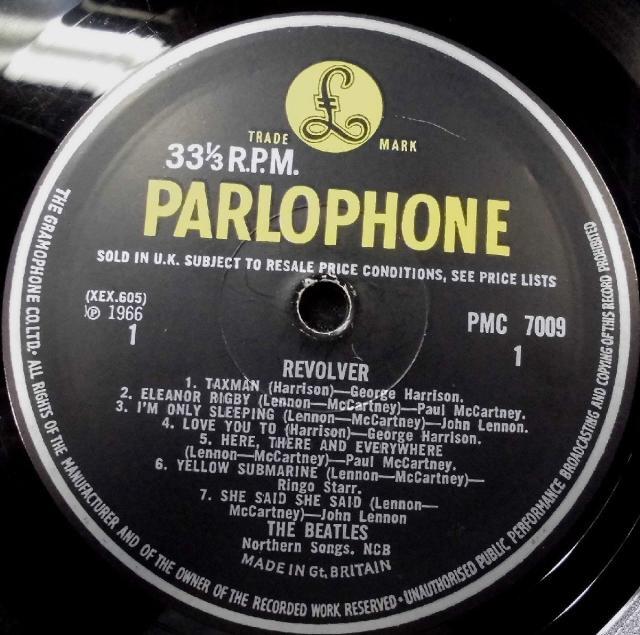 £
TRADE MARK
33⅓ R.P.M.
PARLOPHONE
SOLD IN U.K. SUBJECT TO RESALE PRICE CONDITIONS, SEE PRICE LISTS
(XEX.605)
℗ 1966
1
PMC 7009
1
REVOLVER
1. TAXMAN (Harrison)—George Harrison.
2. ELEANOR RIGBY (Lennon—McCartney)—Paul McCartney.
3. I'M ONLY SLEEPING (Lennon—McCartney)—John Lennon.
4. LOVE YOU TO (Harrison)—George Harrison.
5. HERE, THERE AND EVERYWHERE
(Lennon—McCartney)—Paul McCartney.
6. YELLOW SUBMARINE (Lennon—McCartney)—
Ringo Starr.
7. SHE SAID SHE SAID (Lennon—
McCartney)—John Lennon
THE BEATLES
Northern Songs. NCB
MADE IN Gt. BRITAIN
THE GRAMOPHONE CO. LTD. ALL RIGHTS OF THE MANUFACTURER AND OF THE OWNER OF THE RECORDED WORK RESERVED • UNAUTHORISED PUBLIC PERFORMANCE BROADCASTING AND COPYING OF THIS RECORD PROHIBITED